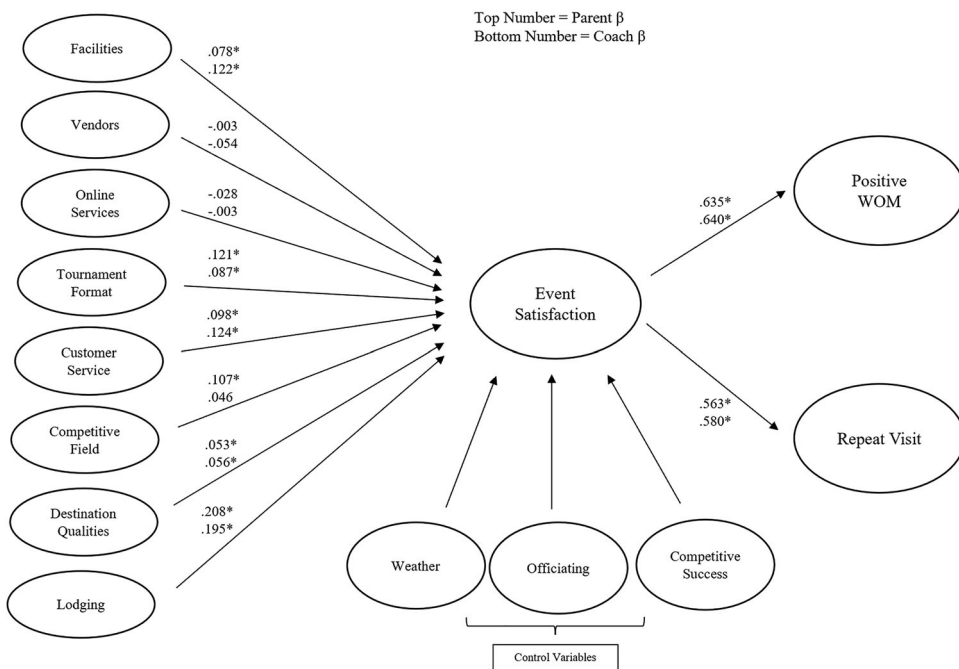 Top Number = Parent β
Bottom Number = Coach β
Facilities
.078*
.122*
Vendors
-.003
-.054
Online
Services
-.028
-.003
Tournament
Format
.121*
.087*
Customer
Service
.098*
.124*
Competitive
Field
.107*
.046
Destination
Qualities
.053*
.056*
Lodging
.208*
.195*
Event
Satisfaction
.635*
.640*
Positive
WOM
.563*
.580*
Repeat Visit
Weather
Officiating
Competitive
Success
Control Variables